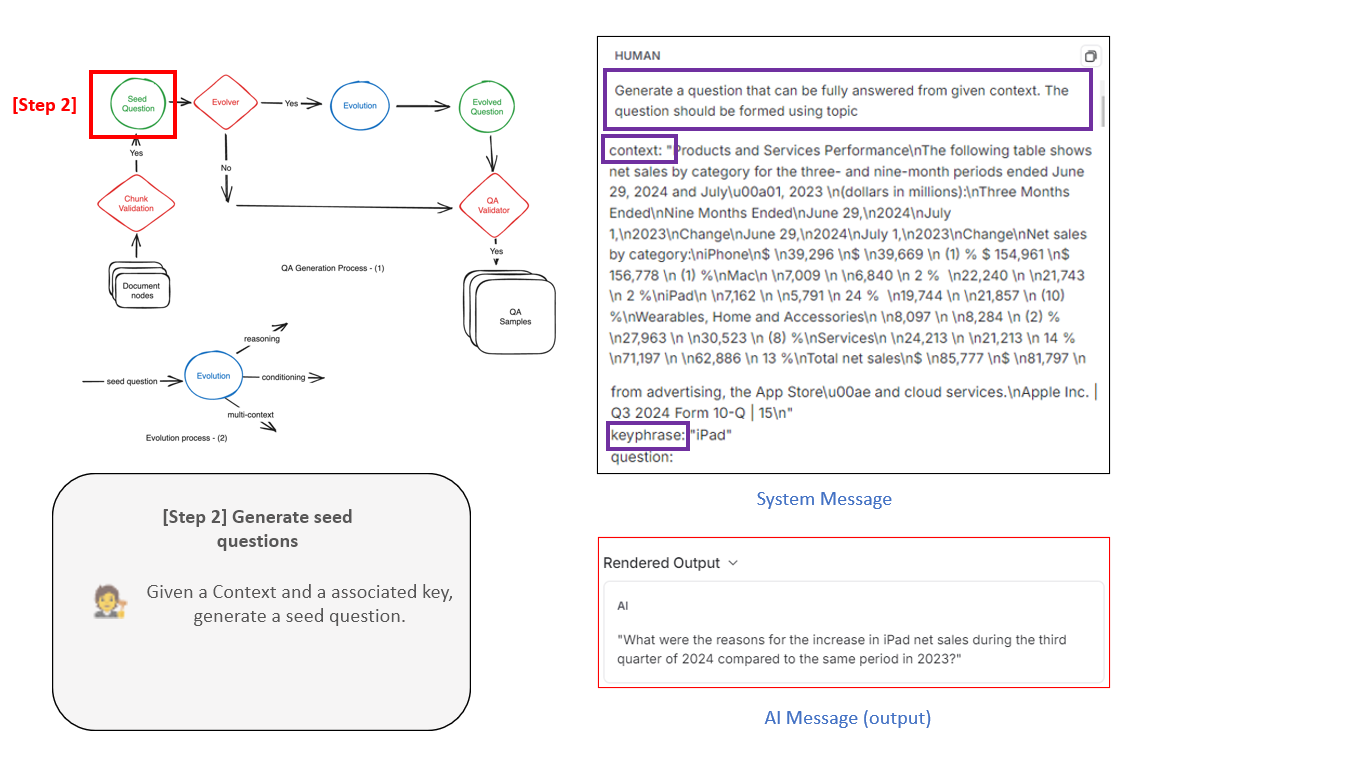 [Step 2]
Seed
Question
Evolver
Yes
Evolution
Evolved
Question
Yes
No
Chunk
Validation
QA
Validator
Yes
Document
nodes
QA Generation Process - (1)
QA
Samples
reasoning
seed question
Evolution
conditioning
multi-context
Evolution process - (2)
[Step 2] Generate seed
questions
Given a Context and a associated key,
generate a seed question.
HUMAN
Generate a question that can be fully answered from given context. The
question should be formed using topic
context: "Products and Services Performance\nThe following table shows
net sales by category for the three- and nine-month periods ended June
29, 2024 and July\u00a01, 2023 \n(dollars in millions):\nThree Months
Ended\nNine Months Ended\nJune 29,\n2024\nJuly
1,\n2023\nChange\nJune 29,\n2024\nJuly 1,\n2023\nChange\nNet sales
by category:\niPhone\n$ \n39,296 \n$ \n39,669 \n (1) % $ 154,961 \n$
156,778 \n (1) %\nMac\n \n7,009 \n \n6,840 \n 2 %  \n22,240 \n \n21,743
\n 2 %\niPad\n \n7,162 \n \n5,791 \n 24 %  \n19,744 \n \n21,857 \n (10)
%\nWearables, Home and Accessories\n \n8,097 \n \n8,284 \n (2) %
\n27,963 \n \n30,523 \n (8) %\nServices\n \n24,213 \n \n21,213 \n 14 %
\n71,197 \n \n62,886 \n 13 %\nTotal net sales\n$ \n85,777 \n$ \n81,797 \n
from advertising, the App Store\u00ae and cloud services.\nApple Inc. |
Q3 2024 Form 10-Q | 15\n"
keyphrase: "iPad"
question:
System Message
Rendered Output
AI
"What were the reasons for the increase in iPad net sales during the third
quarter of 2024 compared to the same period in 2023?"
AI Message (output)